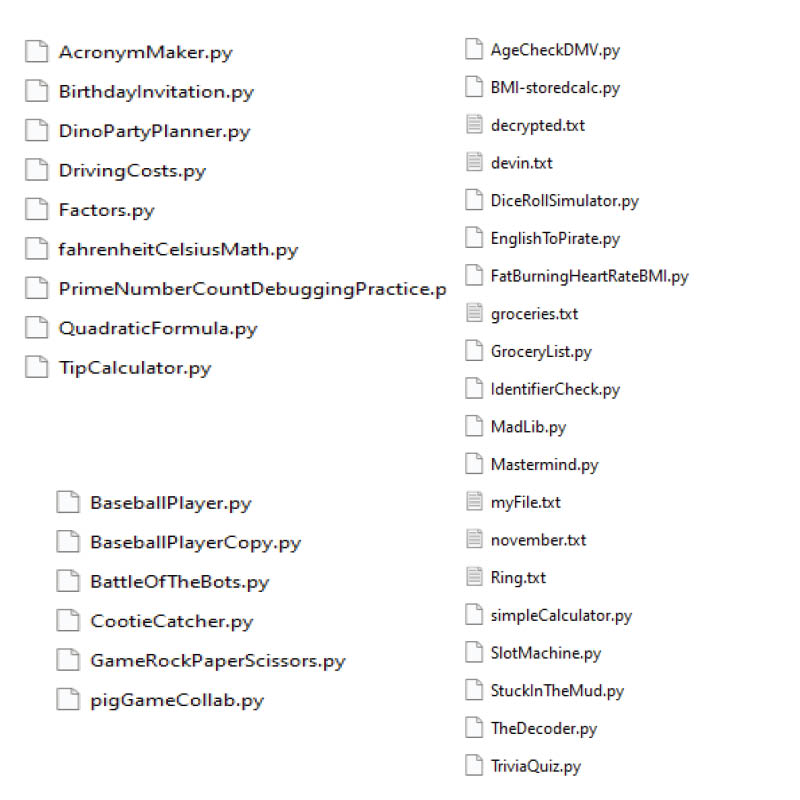 AcronymMaker.py
BirthdayInvitation.py
DinoPartyPlanner.py
DrivingCosts.py
Factors.py
fahrenheitCelsiusMath.py
PrimeNumberCountDebuggingPractice.p
QuadraticFormula.py
TipCalculator.py
BaseballPlayer.py
BaseballPlayerCopy.py
BattleOfTheBots.py
CootieCatcher.py
GameRockPaperScissors.py
pigGameCollab.py
AgeCheckDMV.py
BMI-storedcalc.py
decrypted.txt
devin.txt
DiceRollSimulator.py
EnglishToPirate.py
FatBurningHeartRateBMI.py
groceries.txt
GroceryList.py
IdentifierCheck.py
MadLib.py
Mastermind.py
myFile.txt
november.txt
Ring.txt
simpleCalculator.py
SlotMachine.py
StuckInTheMud.py
TheDecoder.py
TriviaQuiz.py